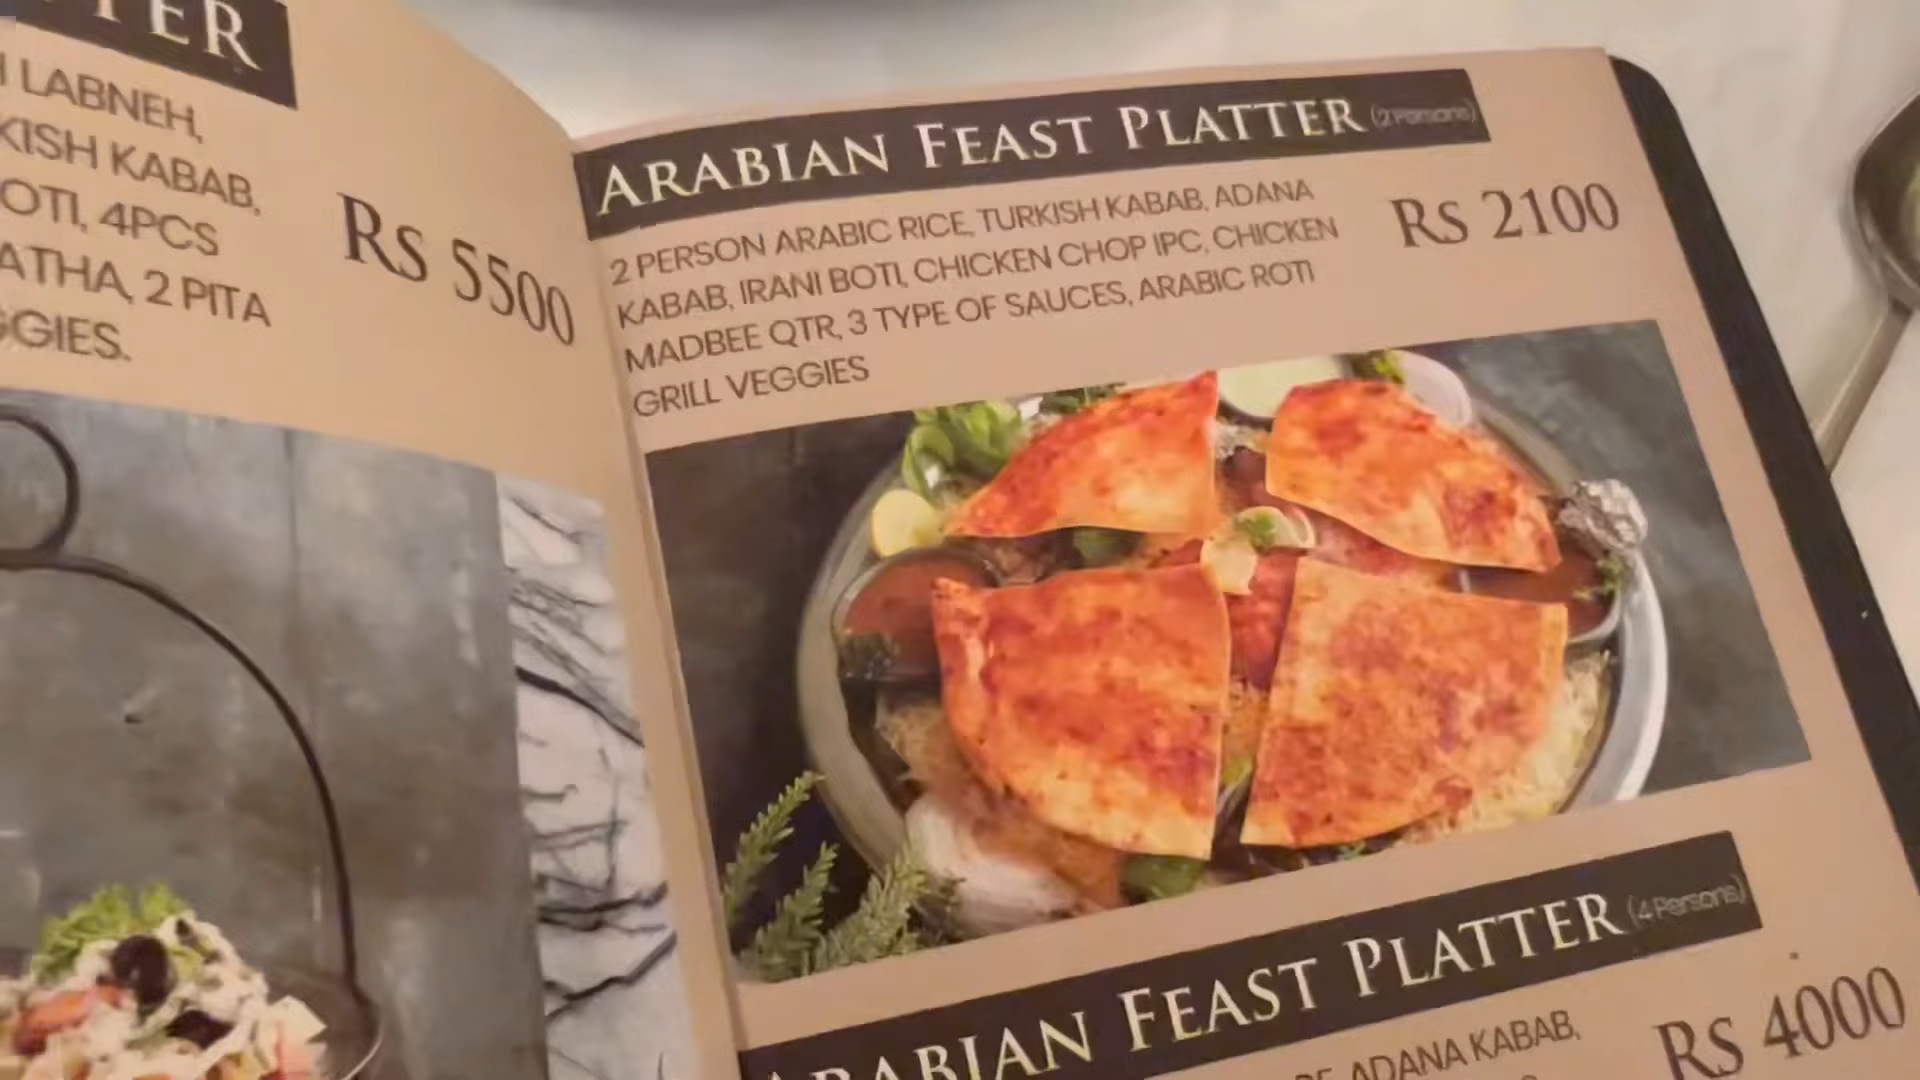 TTER
LABNEH,
KISH KABAB,
OTI, 4PCS
ATHA, 2 PITA
GGIES.
Rs 5500
ARABIAN FEAST PLATTER (2 Persons)
2 PERSON ARABIC RICE, TURKISH KABAB, ADANA
KABAB, IRANI BOTI, CHICKEN CHOP 1PC, CHICKEN
MADBEE QTR, 3 TYPE OF SAUCES, ARABIC ROTI
GRILL VEGGIES
Rs 2100
ARABIAN FEAST PLATTER (4 Persons)
ADANA KABAB,
Rs 4000